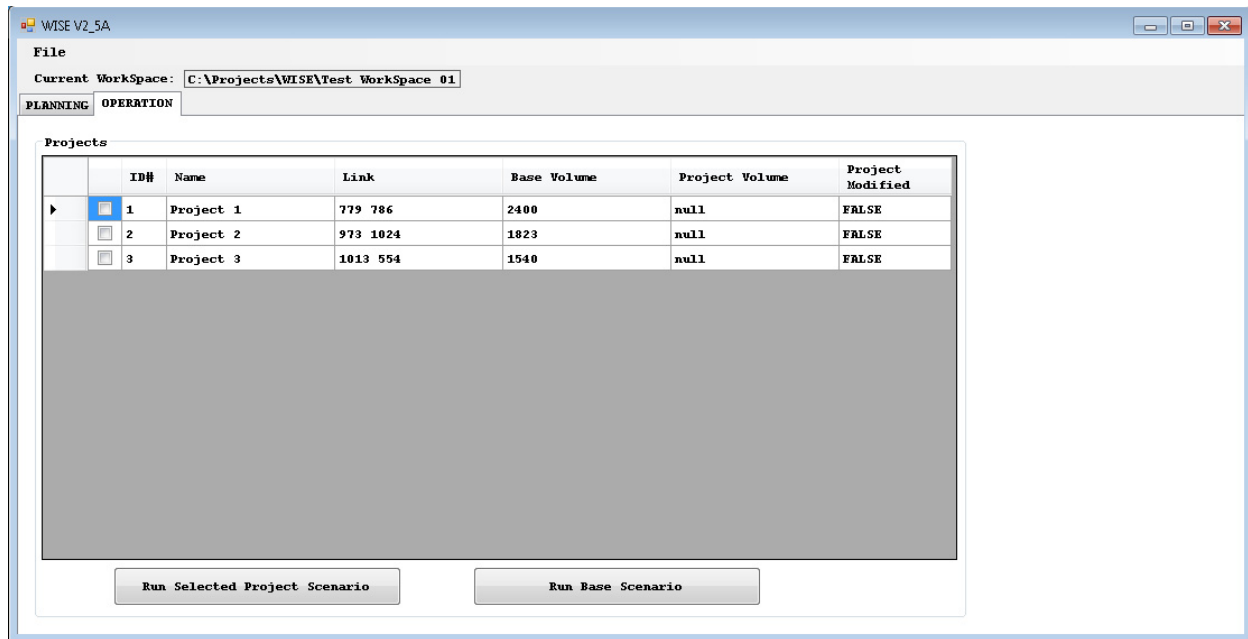 WISE V2_5A
File
Current WorkSpace: C:\Projects\WISE\Test WorkSpace 01
PLANNING OPERATION
Projects
ID# Name Link Base Volume Project Volume Project Modified
1 Project 1 779 786 2400 null FALSE
2 Project 2 973 1024 1823 null FALSE
3 Project 3 1013 554 1540 null FALSE
Run Selected Project Scenario Run Base Scenario